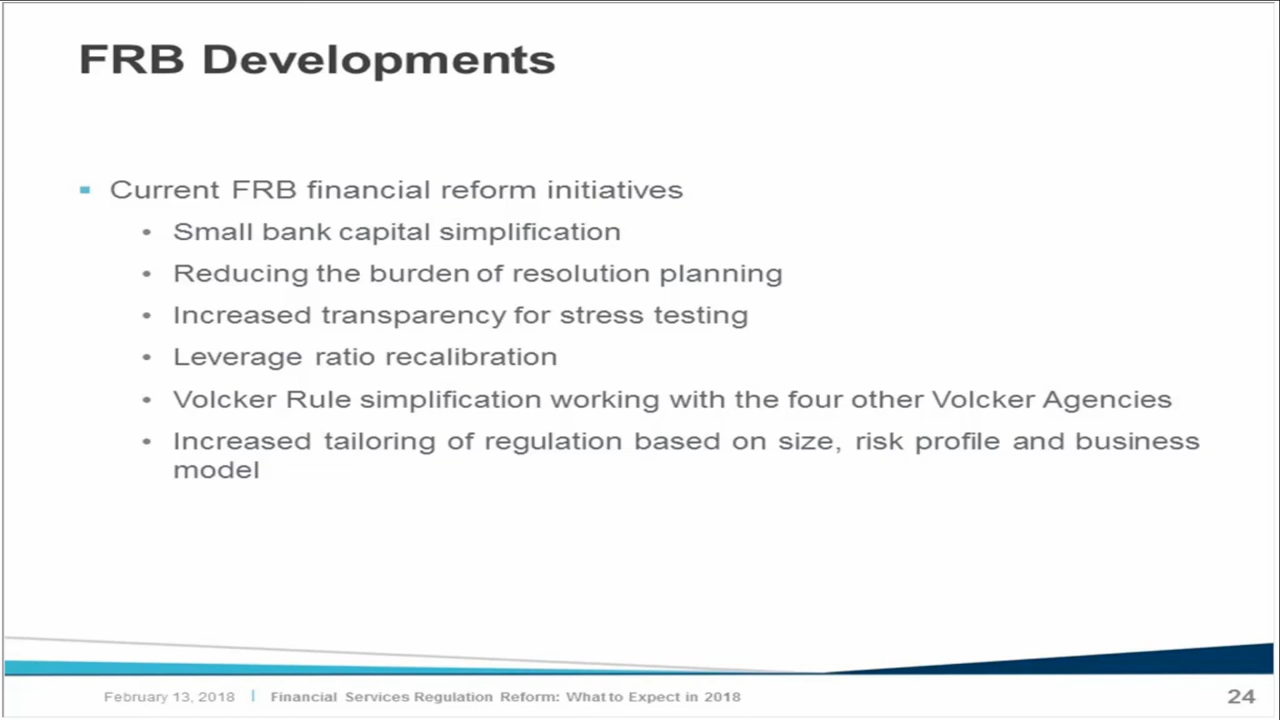 FRB Developments
Current FRB financial reform initiatives
Small bank capital simplification
Reducing the burden of resolution planning
Increased transparency for stress testing
Leverage ratio recalibration
Volcker Rule simplification working with the four other Volcker Agencies
Increased tailoring of regulation based on size, risk profile and business
model
February 13, 2018 | Financial Services Regulation Reform: What to Expect in 2018
24